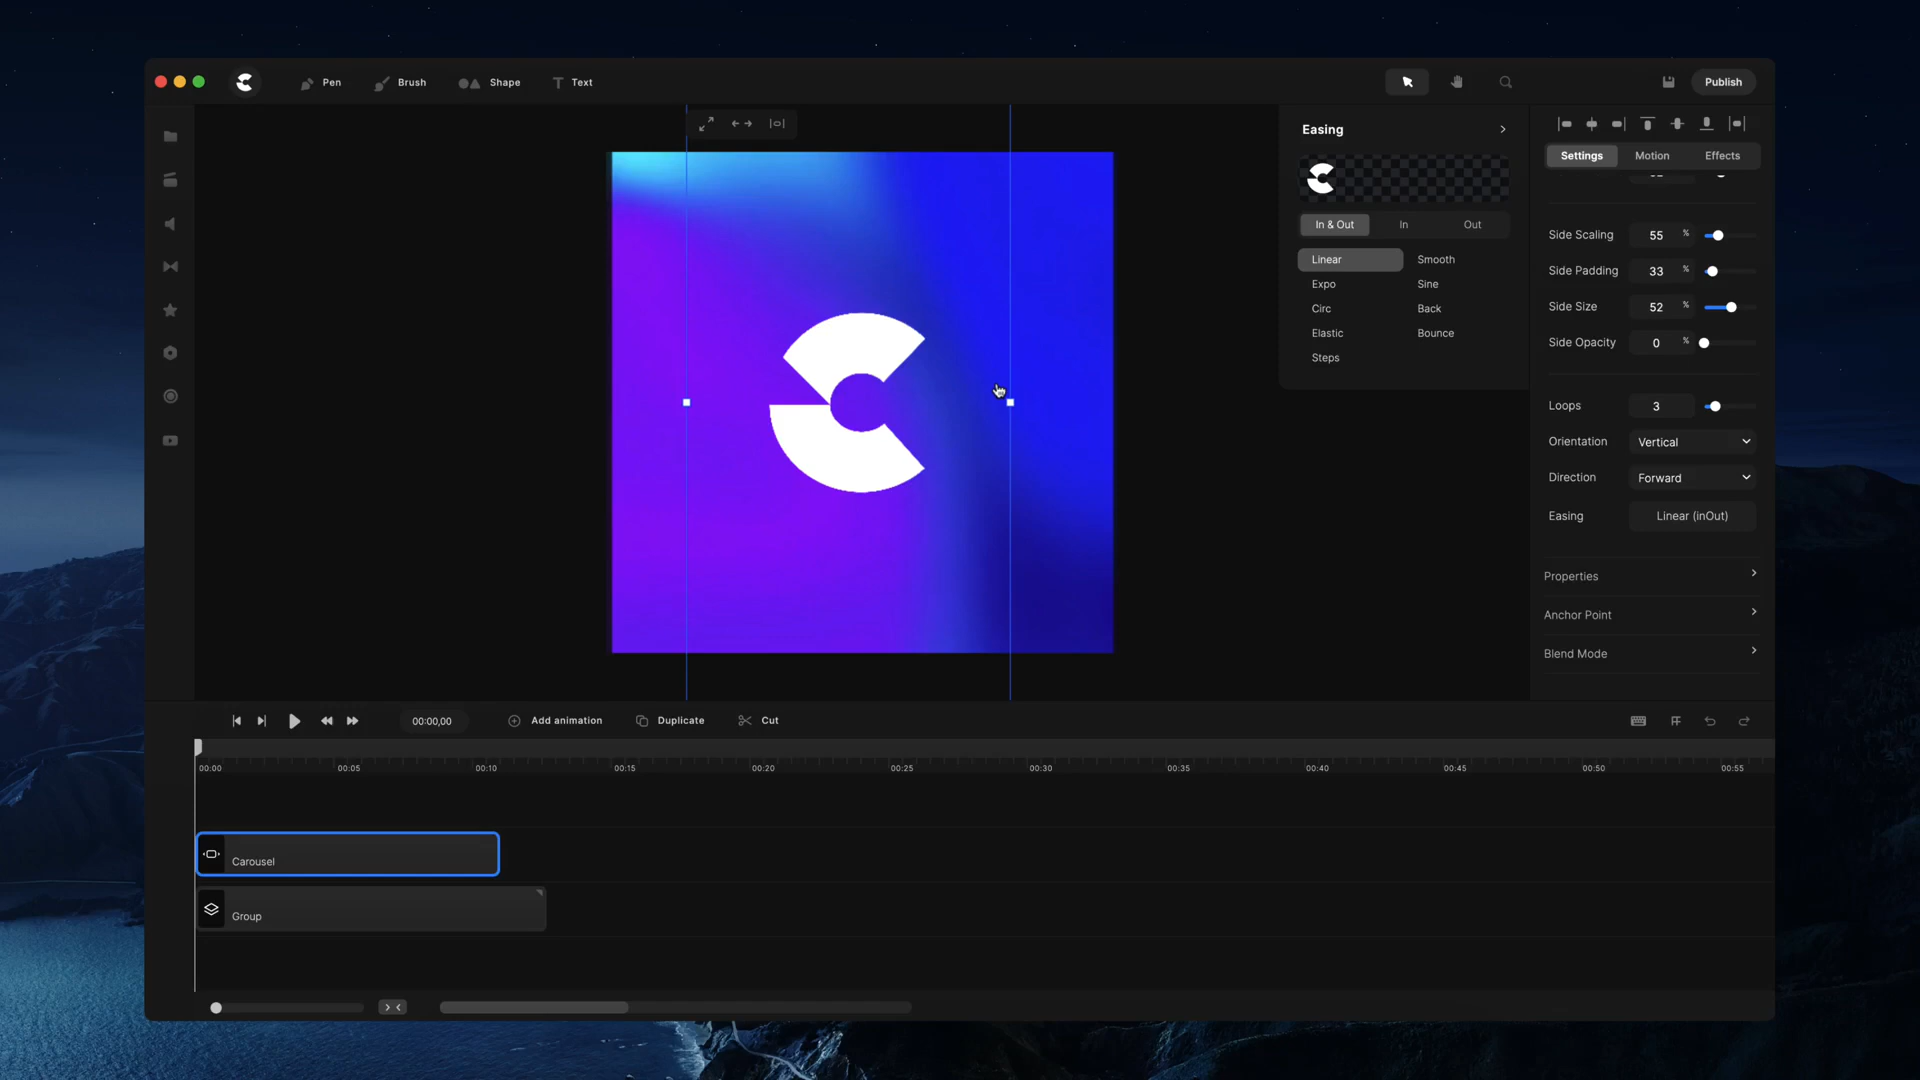 Pen
Brush
Shape
Text
Publish
Easing
In & Out
In
Out
Linear
Smooth
Expo
Sine
Circ
Back
Elastic
Bounce
Steps
Settings
Motion
Effects
Side Scaling 55 %
Side Padding 33 %
Side Size 52 %
Side Opacity 0 %
Loops 3
Orientation Vertical
Direction Forward
Easing Linear (inOut)
Properties
Anchor Point
Blend Mode
00:00,00
Add animation
Duplicate
Cut
00:00 00:05 00:10 00:15 00:20 00:25 00:30 00:35 00:40 00:45 00:50 00:55
Carousel
Group